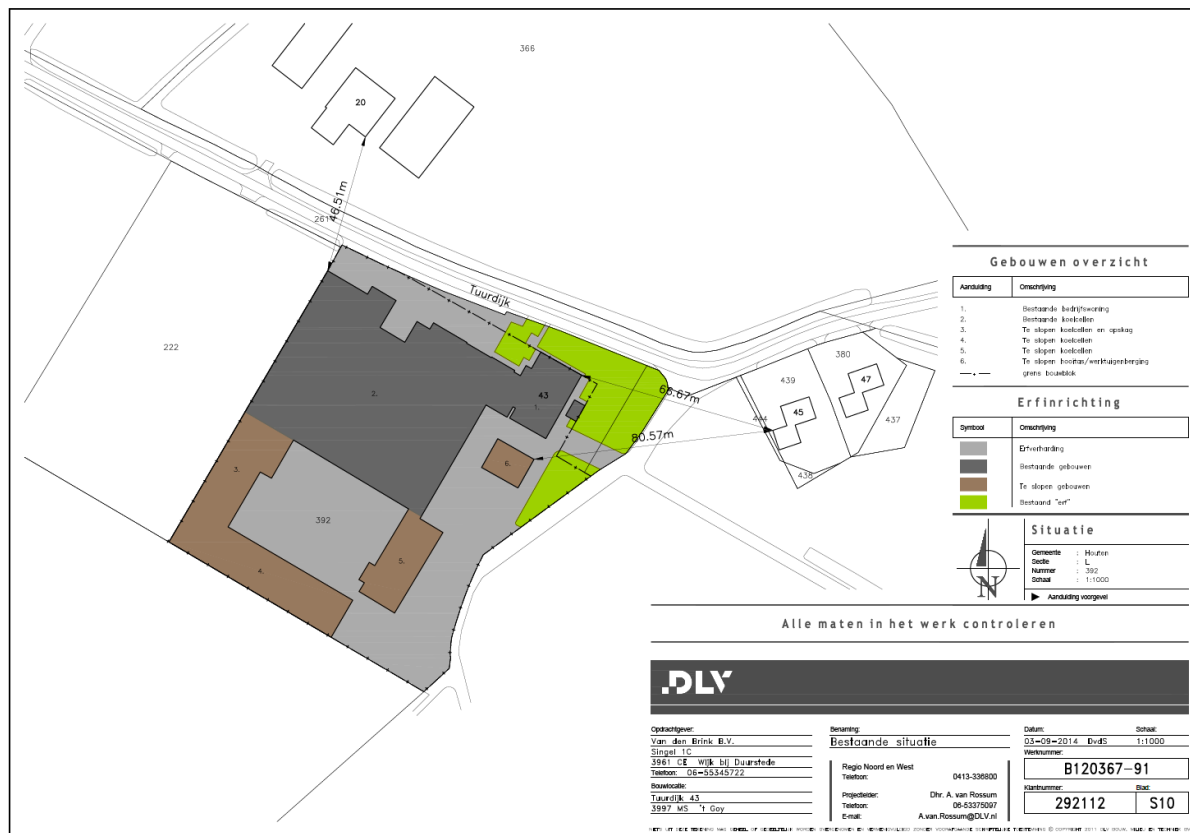 366
20
46.51m
261
Tuurdijk
222
2.
43
1.
66.67m
80.57m
6.
3.
392
5.
4.
380
439
47
45
444
437
438
Gebouwen overzicht
Aanduiding Omschrijving
1. Bestaande bedrijfswoning
2. Bestaande koelcellen
3. Te slopen koelcellen en opslag
4. Te slopen koelcellen
5. Te slopen koelcellen
6. Te slopen hooitas/werktuigenberging
grens bouwblok
Erfinrichting
Symbool Omschrijving
Erfverharding
Bestaande gebouwen
Te slopen gebouwen
Bestaand "erf"
Situatie
Gemeente : Houten
Sectie : L
Nummer : 392
Schaal : 1:1000
Aanduiding voorgevel
N
Alle maten in het werk controleren
.DLV
Opdrachtgever:
Van den Brink B.V.
Singel 1C
3961 CE Wijk bij Duurstede
Telefoon: 06-55345722
Bouwlocatie:
Tuurdijk 43
3997 MS 't Goy
Benaming:
Bestaande situatie
Regio Noord en West
Telefoon: 0413-336800
Projectleider: Dhr. A. van Rossum
Telefoon: 06-53375097
E-mail: A.van.Rossum@DLV.nl
Datum: Schaal:
03-09-2014 DvdS 1:1000
Werknummer:
B120367-91
Klantnummer: Blad:
292112 S10